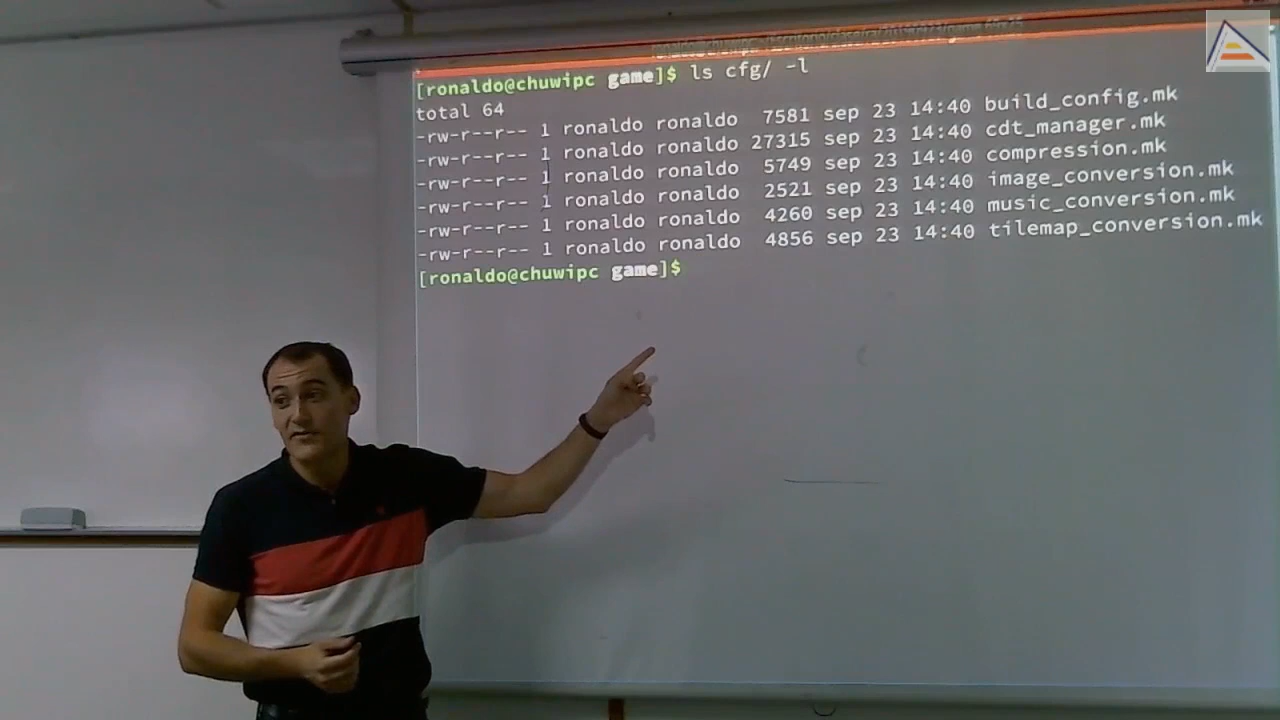 [ronaldo@chuwipc game]$ ls cfg/ -l
total 64
-rw-r--r-- 1 ronaldo ronaldo  7581 sep 23 14:40 build_config.mk
-rw-r--r-- 1 ronaldo ronaldo 27315 sep 23 14:40 cdt_manager.mk
-rw-r--r-- 1 ronaldo ronaldo  5749 sep 23 14:40 compression.mk
-rw-r--r-- 1 ronaldo ronaldo  2521 sep 23 14:40 image_conversion.mk
-rw-r--r-- 1 ronaldo ronaldo  4260 sep 23 14:40 music_conversion.mk
-rw-r--r-- 1 ronaldo ronaldo  4856 sep 23 14:40 tilemap_conversion.mk
[ronaldo@chuwipc game]$